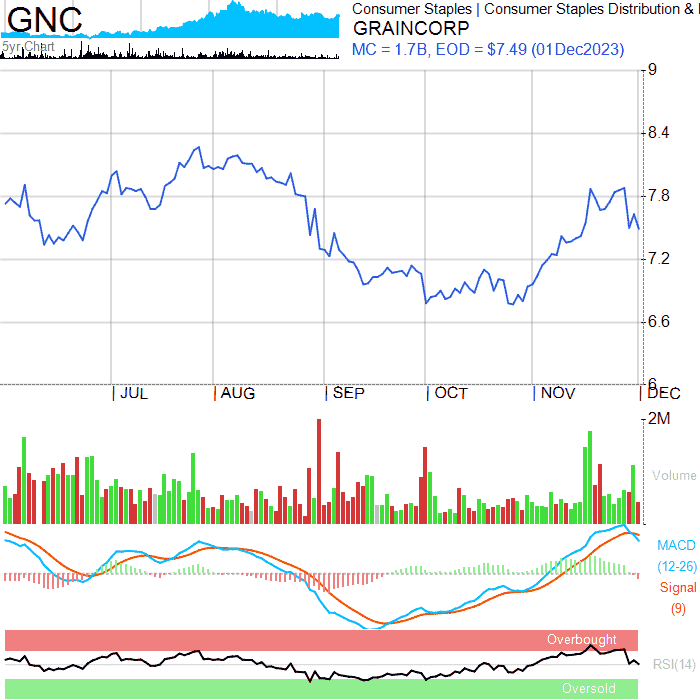 GNC
5yr Chart
Consumer Staples | Consumer Staples Distribution &
GRAINCORP
MC = 1.7B, EOD = $7.49 (01Dec2023)
9
8.4
7.8
7.2
6.6
6
JUL
AUG
SEP
OCT
NOV
DEC
2M
Volume
MACD
(12-26)
Signal
(9)
Overbought
RSI(14)
Oversold